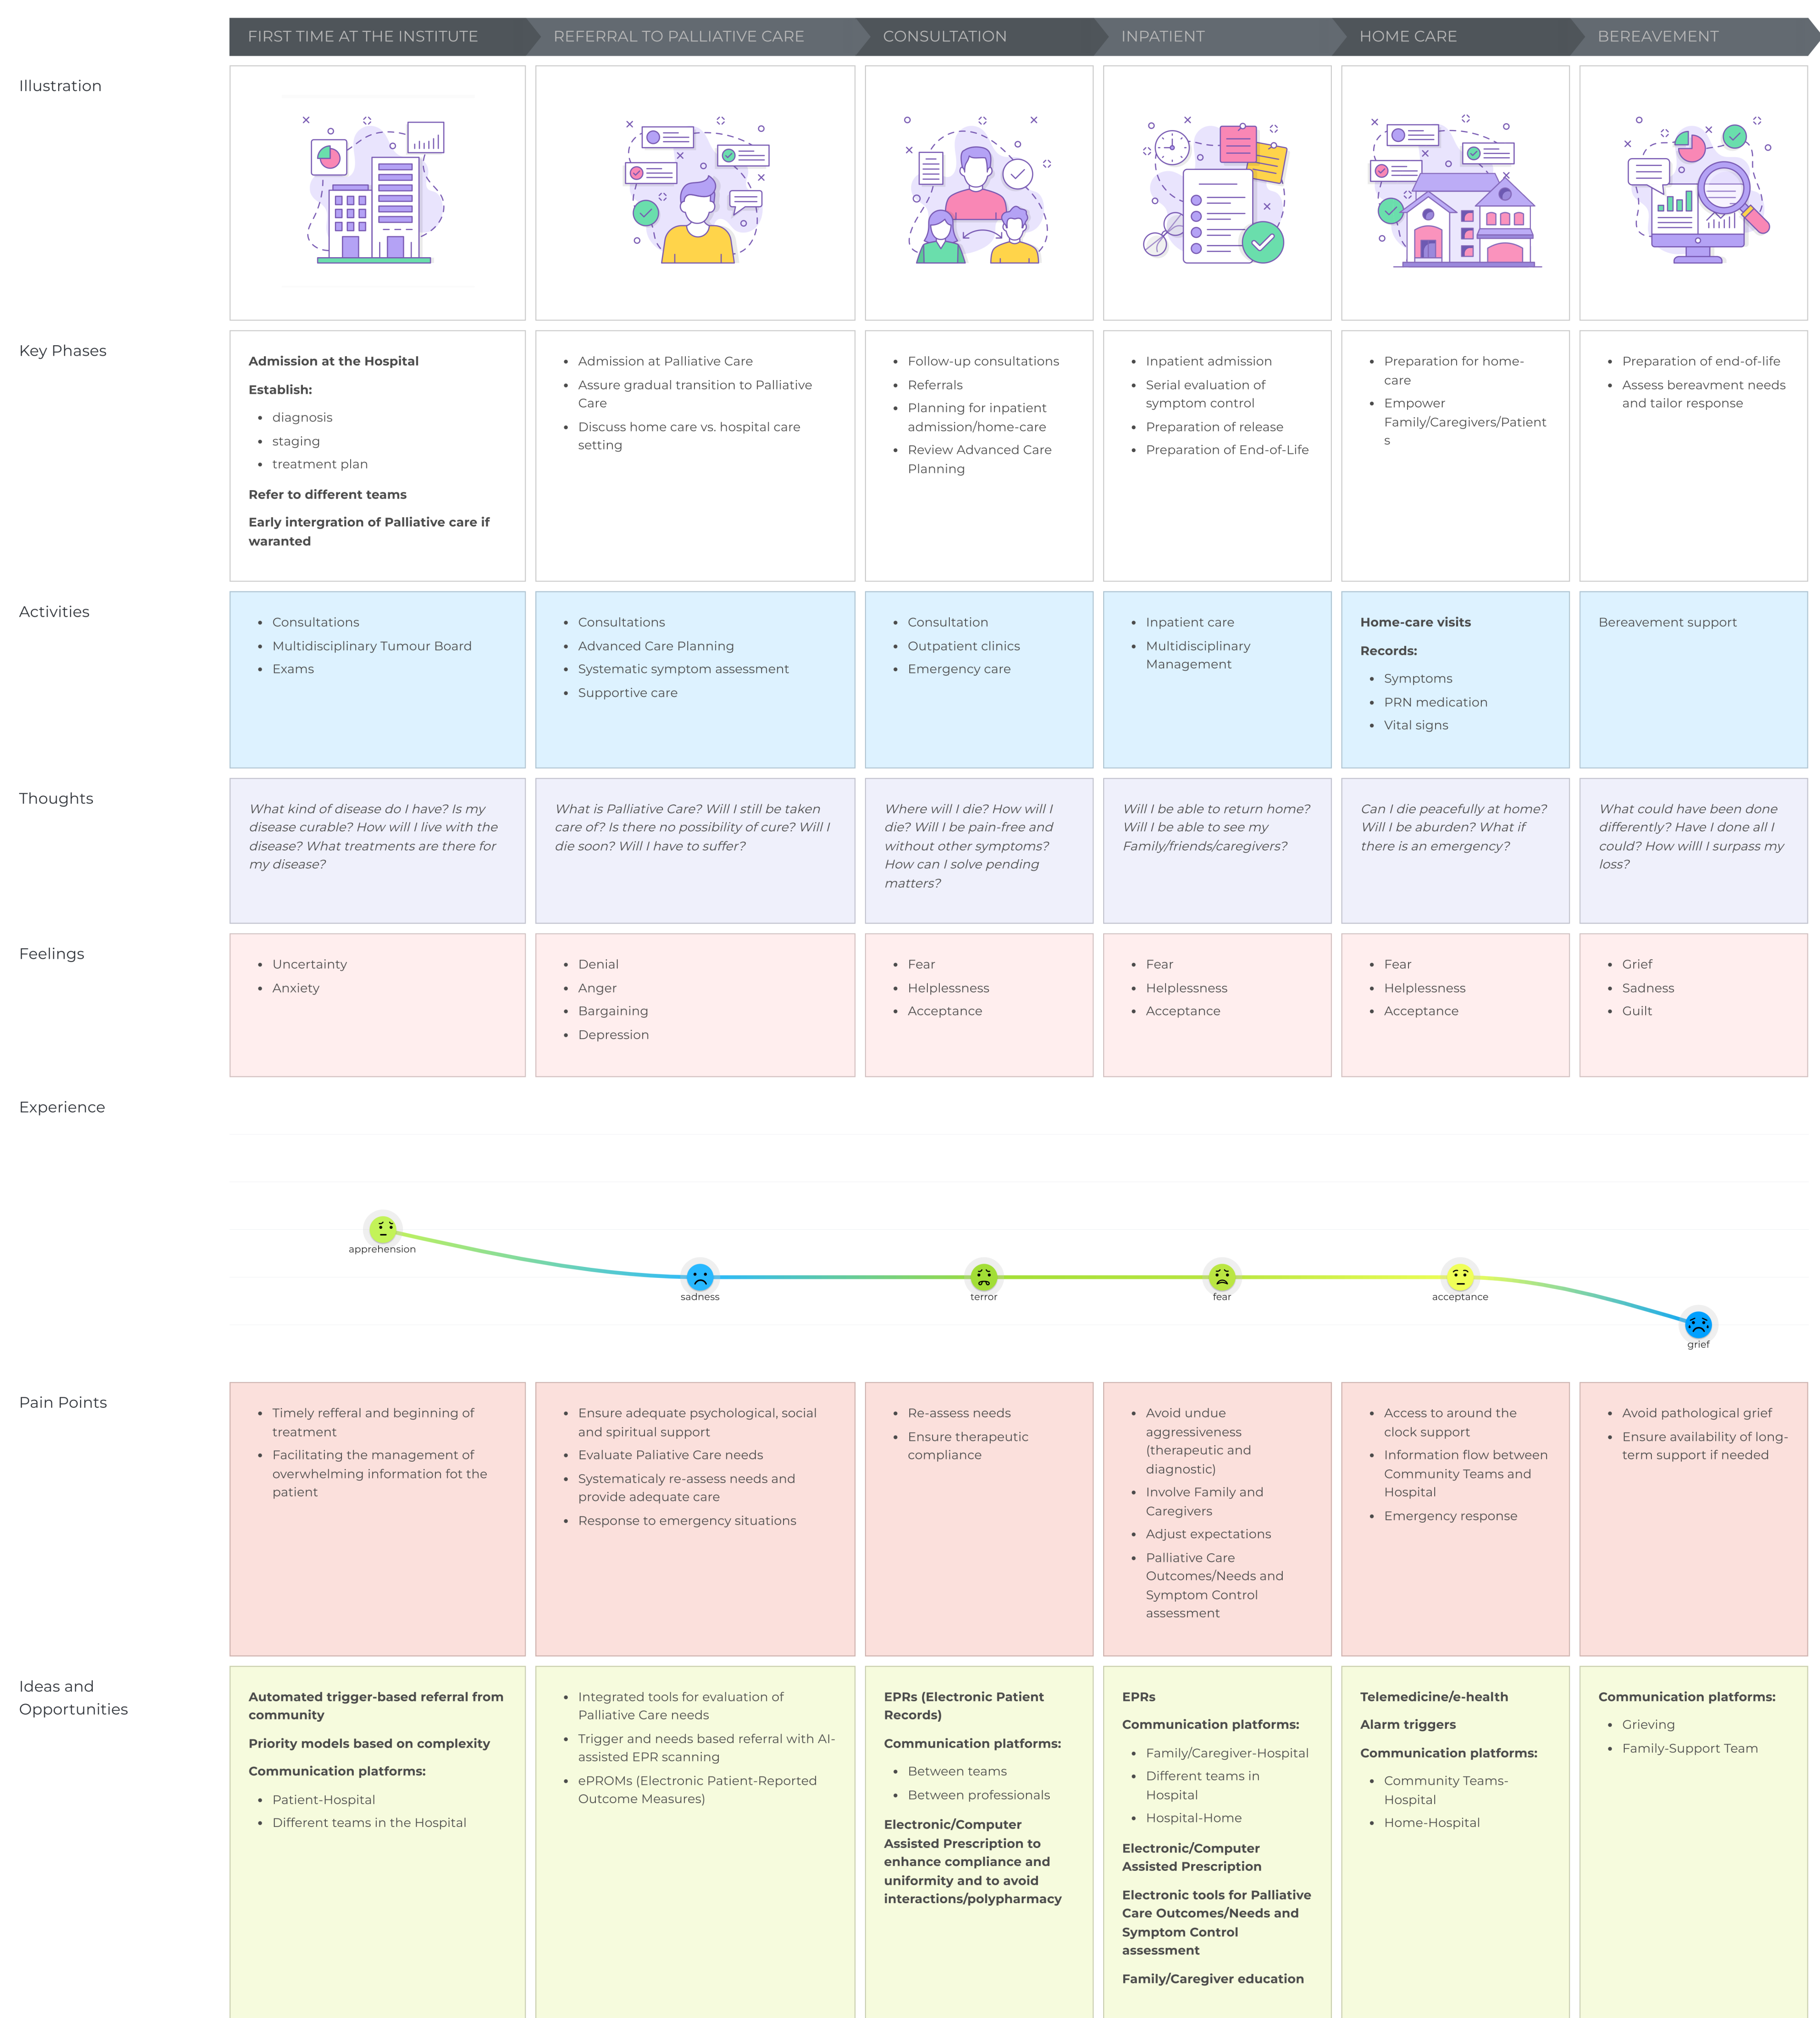 FIRST TIME AT THE INSTITUTE
REFERRAL TO PALLIATIVE CARE
CONSULTATION
INPATIENT
HOME CARE
BEREAVEMENT
Illustration
Key Phases
Admission at the Hospital
Establish:
• diagnosis
• staging
• treatment plan
Refer to different teams
Early intergration of Palliative care if
waranted
• Admission at Palliative Care
• Assure gradual transition to Palliative
Care
• Discuss home care vs. hospital care
setting
• Follow-up consultations
• Referrals
• Planning for inpatient
admission/home-care
• Review Advanced Care
Planning
• Inpatient admission
• Serial evaluation of
symptom control
• Preparation of release
• Preparation of End-of-Life
• Preparation for home-
care
• Empower
Family/Caregivers/Patient
s
• Preparation of end-of-life
• Assess bereavment needs
and tailor response
Activities
• Consultations
• Multidisciplinary Tumour Board
• Exams
• Consultations
• Advanced Care Planning
• Systematic symptom assessment
• Supportive care
• Consultation
• Outpatient clinics
• Emergency care
• Inpatient care
• Multidisciplinary
Management
Home-care visits
Records:
• Symptoms
• PRN medication
• Vital signs
Bereavement support
Thoughts
What kind of disease do I have? Is my
disease curable? How will I live with the
disease? What treatments are there for
my disease?
What is Palliative Care? Will I still be taken
care of? Is there no possibility of cure? Will I
die soon? Will I have to suffer?
Where will I die? How will I
die? Will I be pain-free and
without other symptoms?
How can I solve pending
matters?
Will I be able to return home?
Will I be able to see my
Family/friends/caregivers?
Can I die peacefully at home?
Will I be aburden? What if
there is an emergency?
What could have been done
differently? Have I done all I
could? How willl I surpass my
loss?
Feelings
• Uncertainty
• Anxiety
• Denial
• Anger
• Bargaining
• Depression
• Fear
• Helplessness
• Acceptance
• Fear
• Helplessness
• Acceptance
• Fear
• Helplessness
• Acceptance
• Grief
• Sadness
• Guilt
Experience
apprehension
sadness
terror
fear
acceptance
grief
Pain Points
• Timely refferal and beginning of
treatment
• Facilitating the management of
overwhelming information fot the
patient
• Ensure adequate psychological, social
and spiritual support
• Evaluate Paliative Care needs
• Systematicaly re-assess needs and
provide adequate care
• Response to emergency situations
• Re-assess needs
• Ensure therapeutic
compliance
• Avoid undue
aggressiveness
(therapeutic and
diagnostic)
• Involve Family and
Caregivers
• Adjust expectations
• Palliative Care
Outcomes/Needs and
Symptom Control
assessment
• Access to around the
clock support
• Information flow between
Community Teams and
Hospital
• Emergency response
• Avoid pathological grief
• Ensure availability of long-
term support if needed
Ideas and
Opportunities
Automated trigger-based referral from
community
Priority models based on complexity
Communication platforms:
• Patient-Hospital
• Different teams in the Hospital
• Integrated tools for evaluation of
Palliative Care needs
• Trigger and needs based referral with AI-
assisted EPR scanning
• ePROMs (Electronic Patient-Reported
Outcome Measures)
EPRs (Electronic Patient
Records)
Communication platforms:
• Between teams
• Between professionals
Electronic/Computer
Assisted Prescription to
enhance compliance and
uniformity and to avoid
interactions/polypharmacy
EPRs
Communication platforms:
• Family/Caregiver-Hospital
• Different teams in
Hospital
• Hospital-Home
Electronic/Computer
Assisted Prescription
Electronic tools for Palliative
Care Outcomes/Needs and
Symptom Control
assessment
Family/Caregiver education
Telemedicine/e-health
Alarm triggers
Communication platforms:
• Community Teams-
Hospital
• Home-Hospital
Communication platforms:
• Grieving
• Family-Support Team